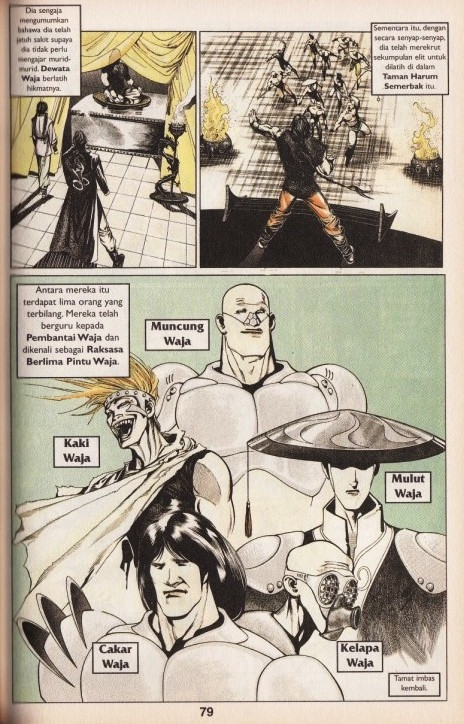 Dia sengaja
mengumumkan
bahawa dia telah
jatuh sakit supaya
dia tidak perlu
mengajar murid-
murid. Dewata
Waja berlatih
hikmatnya.
Sementara itu, dengan
secara senyap-senyap,
dia telah merekrut
sekumpulan elit untuk
dilatih di dalam
Taman Harum
Semerbak itu.
Antara mereka itu
terdapat lima orang yang
terbilang. Mereka telah
berguru kepada
Pembantai Waja dan
dikenali sebagai Raksasa
Berlima Pintu Waja.
Muncung
Waja
Kaki
Waja
Mulut
Waja
Cakar
Waja
Kelapa
Waja
Tamat imbas
kembali.
79